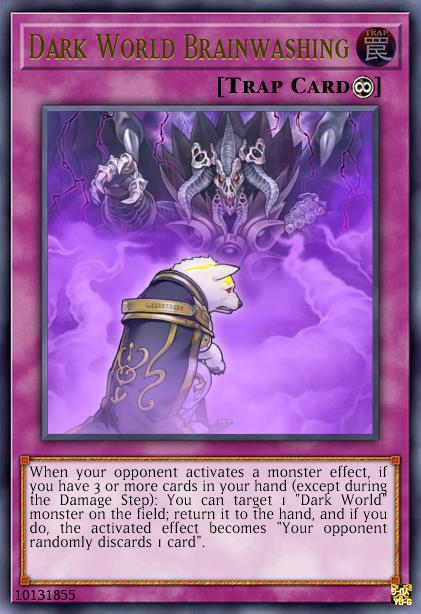 DARK WORLD BRAINWASHING
TRAP
罠
[TRAP CARD]
When your opponent activates a monster effect, if
you have 3 or more cards in your hand (except during
the Damage Step): You can target 1 "Dark World"
monster on the field; return it to the hand, and if you
do, the activated effect becomes "Your opponent
randomly discards 1 card".
10131855